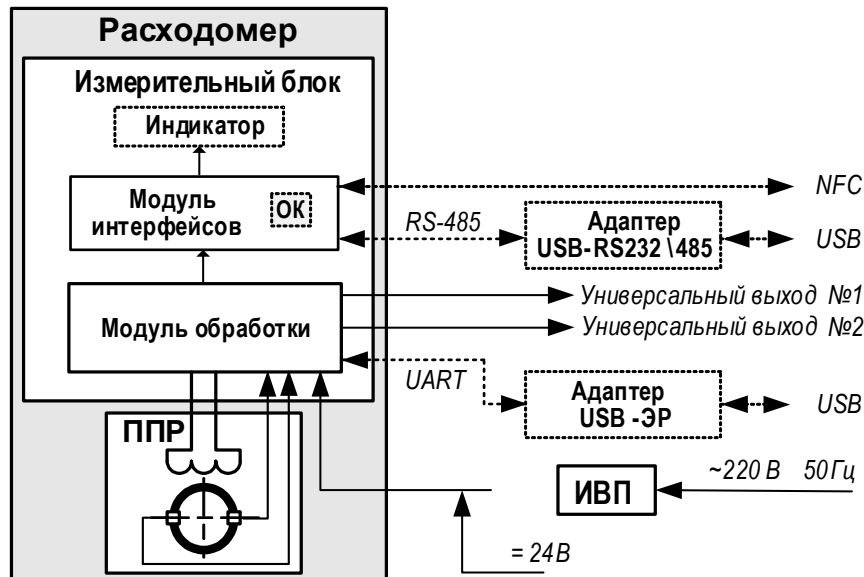 Расходомер
Измерительный блок
Индикатор
Модуль
интерфейсов
ОК
NFC
RS-485
Адаптер
USB-RS232\485
USB
Модуль обработки
Универсальный выход №1
Универсальный выход №2
UART
Адаптер
USB -ЭР
USB
ППР
ИВП
~220 В 50Гц
= 24В